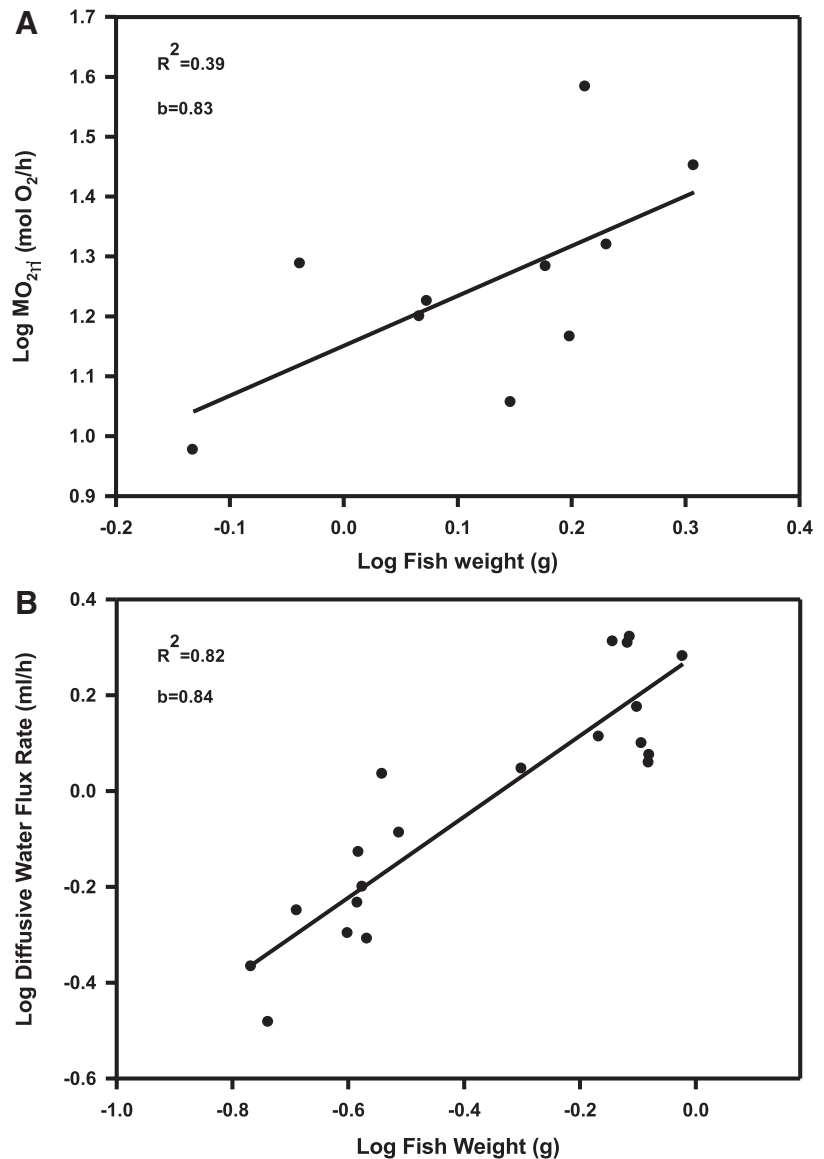 A
R2=0.39
b=0.83
Log MO2 (mol O2/h)
1.7
1.6
1.5
1.4
1.3
1.2
1.1
1.0
0.9
-0.2 -0.1 0.0 0.1 0.2 0.3 0.4
Log Fish weight (g)
B
R2=0.82
b=0.84
Log Diffusive Water Flux Rate (ml/h)
0.4
0.2
0.0
-0.2
-0.4
-0.6
-1.0 -0.8 -0.6 -0.4 -0.2 0.0
Log Fish Weight (g)